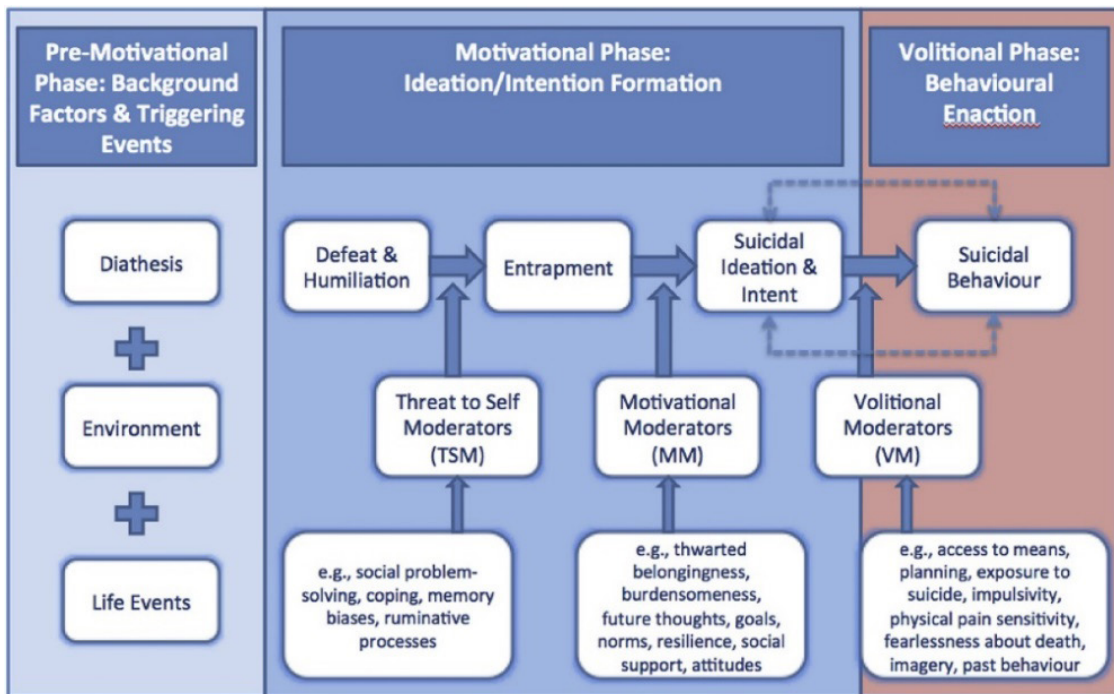 Pre-Motivational
Phase: Background
Factors & Triggering
Events
Motivational Phase:
Ideation/Intention Formation
Volitional Phase:
Behavioural
Enaction
Diathesis
Environment
Life Events
Defeat &
Humiliation
Entrapment
Suicidal
Ideation &
Intent
Suicidal
Behaviour
Threat to Self
Moderators
(TSM)
Motivational
Moderators
(MM)
Volitional
Moderators
(VM)
e.g., social problem-
solving, coping, memory
biases, ruminative
processes
e.g., thwarted
belongingness,
burdensomeness,
future thoughts, goals,
norms, resilience, social
support, attitudes
e.g., access to means,
planning, exposure to
suicide, impulsivity,
physical pain sensitivity,
fearlessness about death,
imagery, past behaviour